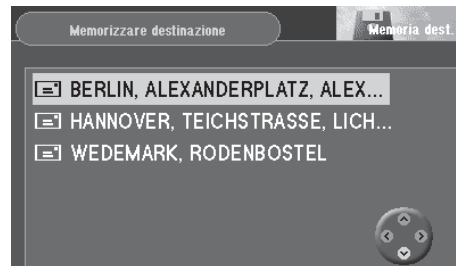 Memorizzare destinazione
Memoria dest.
BERLIN, ALEXANDERPLATZ, ALEX...
HANNOVER, TEICHSTRASSE, LICH...
WEDEMARK, RODENBOSTEL